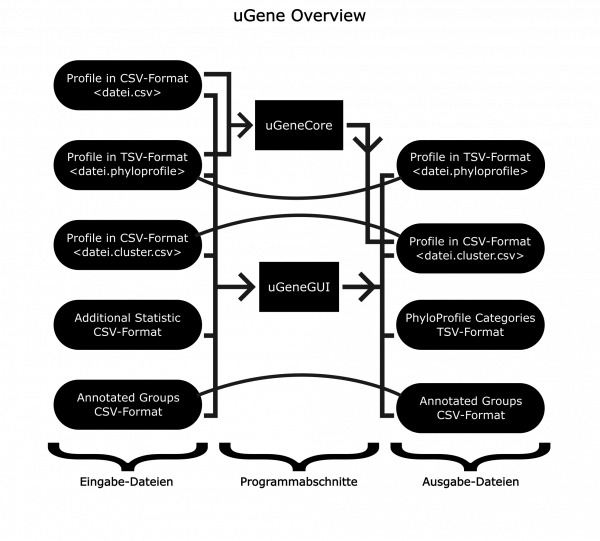 uGene Overview
Profile in CSV-Format
<datei.csv>
Profile in TSV-Format
<datei.phyloprofile>
Profile in CSV-Format
<datei.cluster.csv>
Additional Statistic
CSV-Format
Annotated Groups
CSV-Format
uGeneCore
uGeneGUI
Profile in TSV-Format
<datei.phyloprofile>
Profile in CSV-Format
<datei.cluster.csv>
PhyloProfile Categories
TSV-Format
Annotated Groups
CSV-Format
Eingabe-Dateien
Programmabschnitte
Ausgabe-Dateien